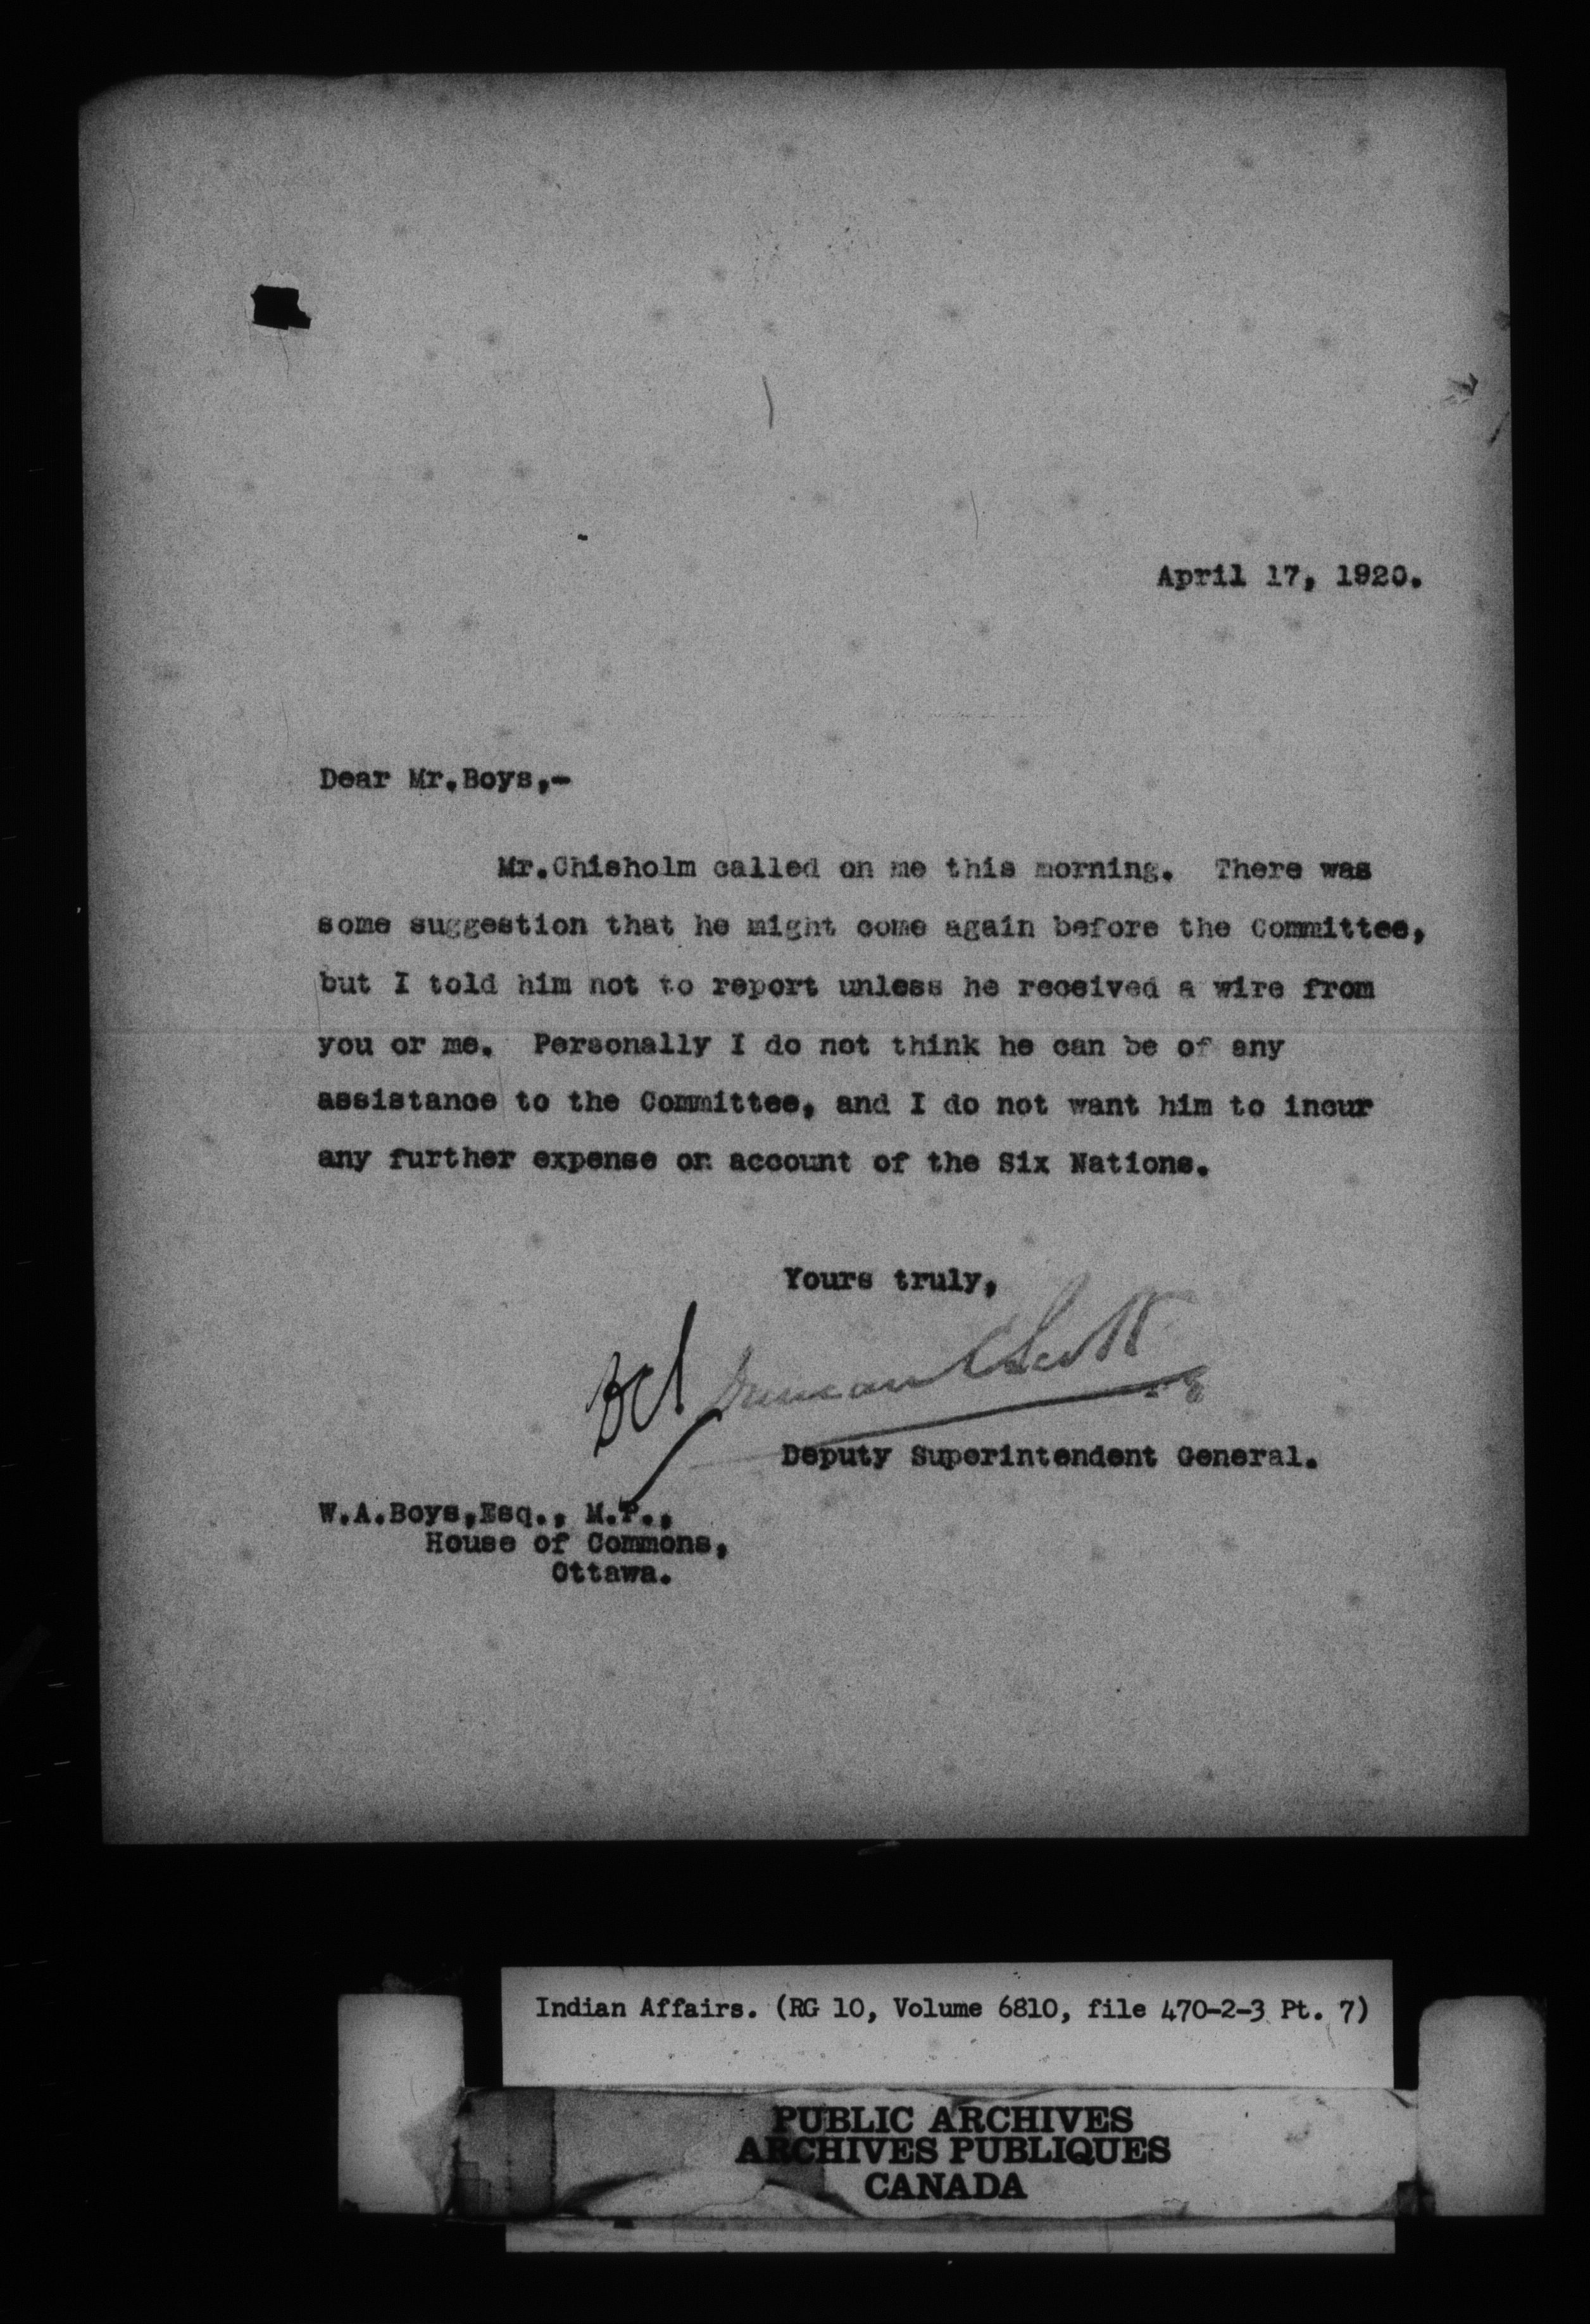 April 17, 1920.
Dear Mr.Boys,-
Mr.Chisholm called on me this morning. There was
some suggestion that he might come again before the Committee,
but I told him not to report unless he received a wire from
you or me. Personally I do not think he can be of any
assistance to the Committee, and I do not want him to incur
any further expense on account of the Six Nations.
Yours truly,
Duncan C Scott
Deputy Superintendent General.
W.A.Boys,Esq., M.P.,
House of Commons,
Ottawa.
Indian Affairs. (RG 10, Volume 6810, file 470-2-3 Pt. 7)
PUBLIC ARCHIVES
ARCHIVES PUBLIQUES
CANADA